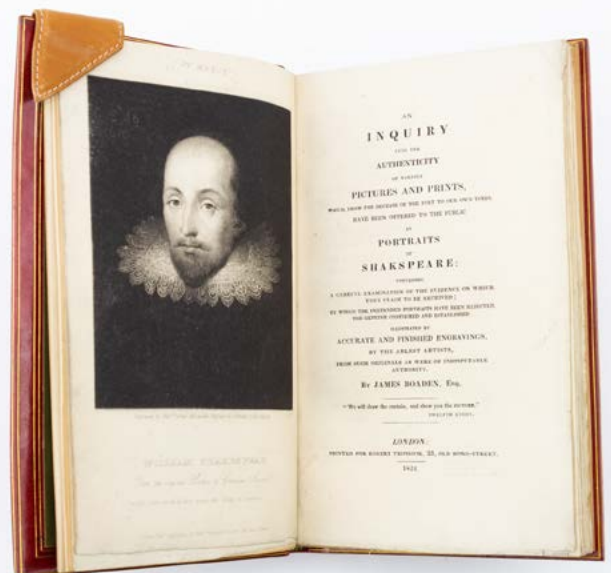 WILLIAM SHAKSPEARE
AN
INQUIRY
INTO THE
AUTHENTICITY
OF VARIOUS
PICTURES AND PRINTS,
WHICH, FROM THE DECEASE OF THE POET TO OUR OWN TIMES,
HAVE BEEN OFFERED TO THE PUBLIC
AS
PORTRAITS
OF
SHAKSPEARE:
CONTAINING
A CAREFUL EXAMINATION OF THE EVIDENCE ON WHICH
THEY CLAIM TO BE RECEIVED;
BY WHICH THE PRETENDED PORTRAITS HAVE BEEN REJECTED,
THE GENUINE CONFIRMED AND ESTABLISHED
ILLUSTRATED BY
ACCURATE AND FINISHED ENGRAVINGS,
BY THE ABLEST ARTISTS,
FROM SUCH ORIGINALS AS WERE OF INDISPUTABLE
AUTHORITY.
BY JAMES BOADEN, Esq.
"We will draw the curtain, and show you the PICTURE."
TWELFTH NIGHT.
LONDON:
PRINTED FOR ROBERT TRIPHOOK, 23, OLD BOND-STREET.
1824